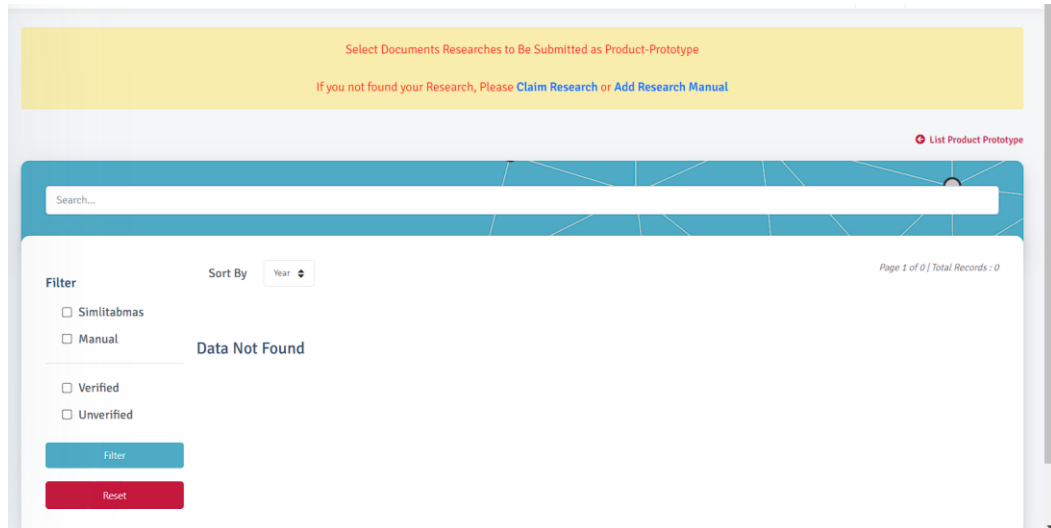 Select Documents Researches to Be Submitted as Product-Prototype
If you not found your Research, Please Claim Research or Add Research Manual
List Product Prototype
Search...
Filter
Sort By Year
Page 1 of 0 | Total Records : 0
Simlitabmas
Manual
Data Not Found
Verified
Unverified
Filter
Reset